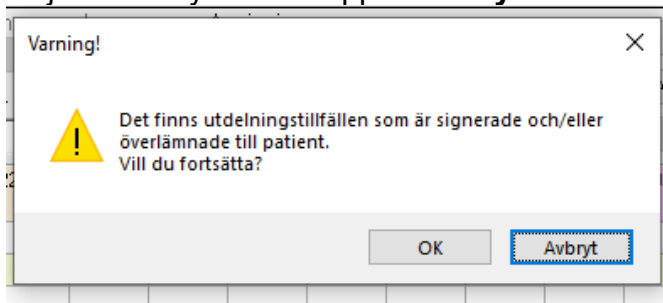 Varning!
Det finns utdelningstillfällen som är signerade och/eller
överlämnade till patient.
Vill du fortsätta?
OK
Avbryt